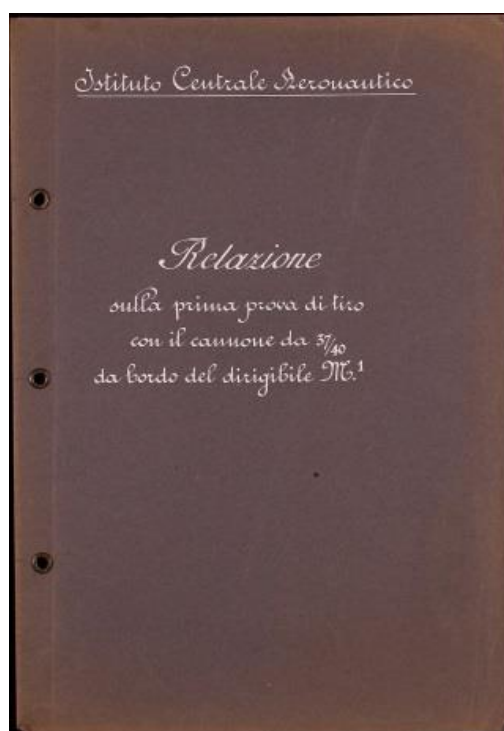 Istituto Centrale Aeronautico
Relazione
sulla prima prova di tiro
con il cannone da 37/40
da bordo del dirigibile M.¹